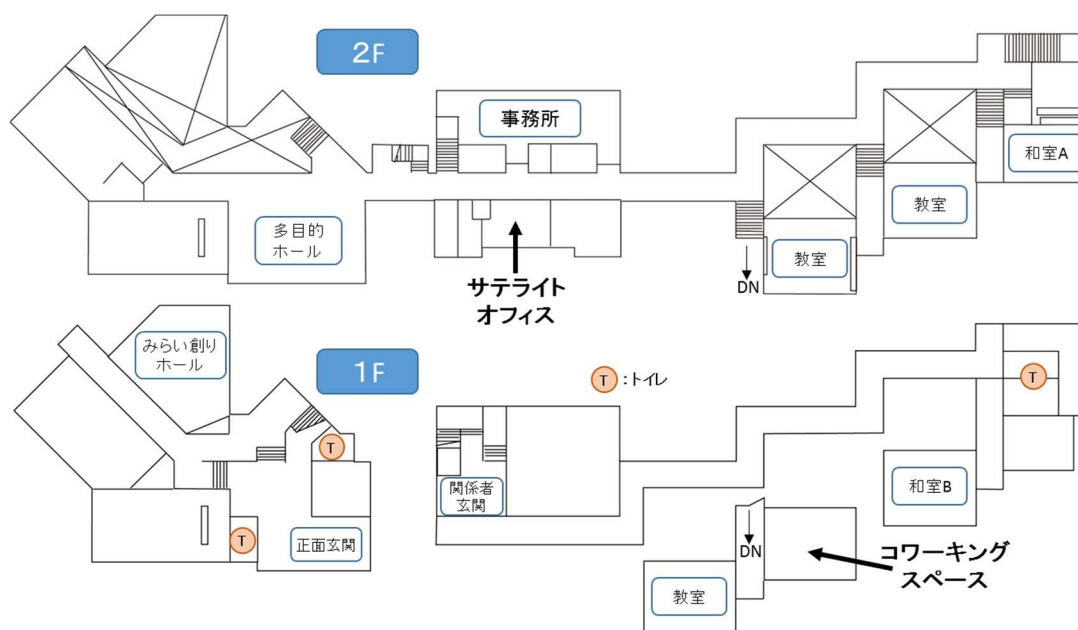 2F
事務所
和室A
教室
多目的
ホール
教室
サテライト
オフィス
DN
みらい創り
ホール
1F
T
:トイレ
T
T
関係者
玄関
和室B
T
正面玄関
DN
コワーキング
スペース
教室